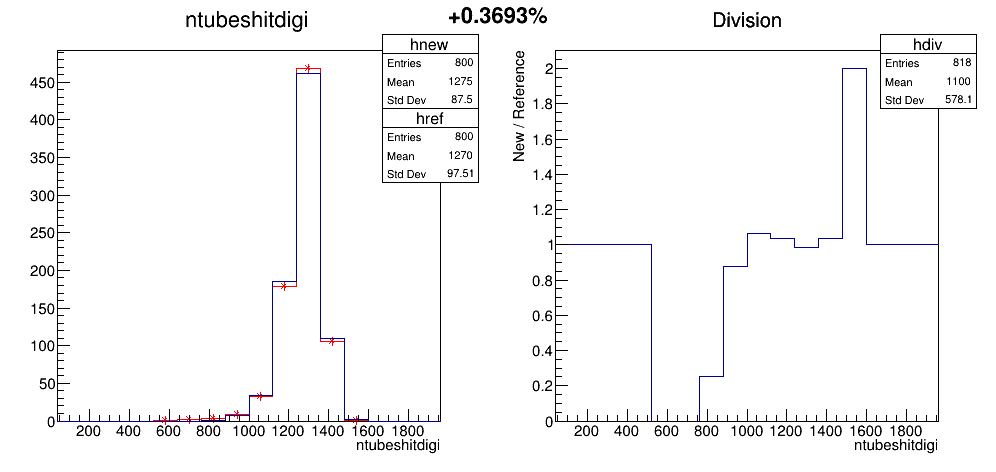 ntubeshitdigi
+0.3693%
Division
hnew
Entries 800
Mean 1275
Std Dev 87.5
href
Entries 800
Mean 1270
Std Dev 97.51
450
400
350
300
250
200
150
100
50
0
200 400 600 800 1000 1200 1400 1600 1800
ntubeshitdigi
hdiv
Entries 818
Mean 1100
Std Dev 578.1
New / Reference
2
1.8
1.6
1.4
1.2
1
0.8
0.6
0.4
0.2
0
200 400 600 800 1000 1200 1400 1600 1800
ntubeshitdigi